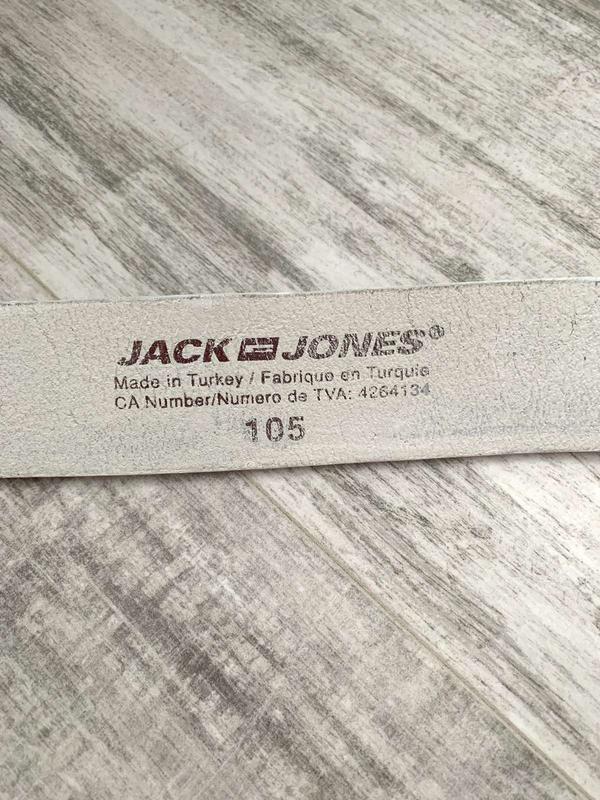 JACK JONES®
Made in Turkey / Fabrique en Turquie
CA Number/Numero de TVA: 4264134
105